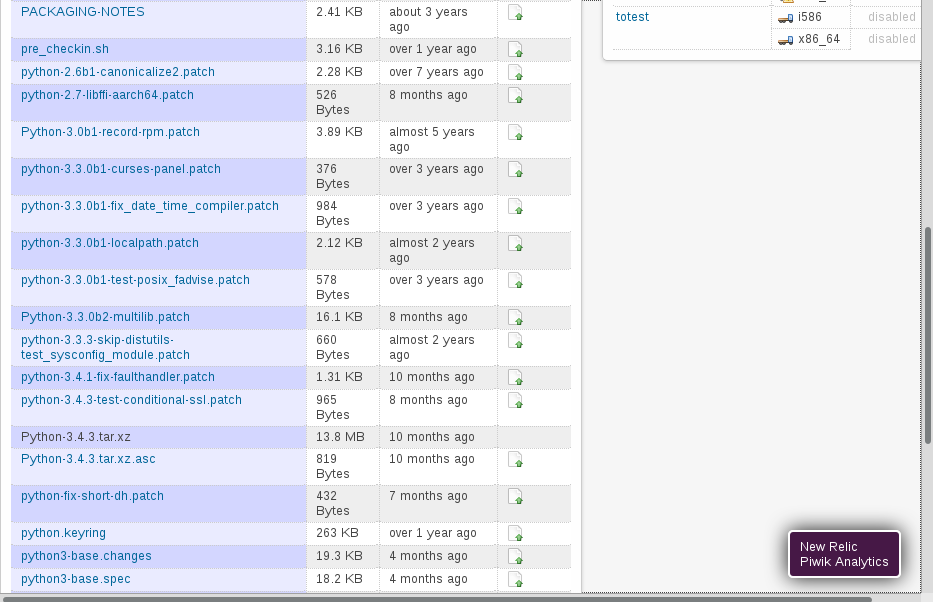 PACKAGING-NOTES 2.41 KB about 3 years
ago
pre_checkin.sh 3.16 KB over 1 year ago
python-2.6b1-canonicalize2.patch 2.28 KB over 7 years ago
python-2.7-libffi-aarch64.patch 526 8 months ago
Bytes
Python-3.0b1-record-rpm.patch 3.89 KB almost 5 years
ago
python-3.3.0b1-curses-panel.patch 376 over 3 years ago
Bytes
python-3.3.0b1-fix_date_time_compiler.patch 984 over 3 years ago
Bytes
python-3.3.0b1-localpath.patch 2.12 KB almost 2 years
ago
python-3.3.0b1-test-posix_fadvise.patch 578 over 3 years ago
Bytes
Python-3.3.0b2-multilib.patch 16.1 KB 8 months ago
python-3.3.3-skip-distutils- 660 almost 2 years
test_sysconfig_module.patch Bytes ago
python-3.4.1-fix-faulthandler.patch 1.31 KB 10 months ago
python-3.4.3-test-conditional-ssl.patch 965 8 months ago
Bytes
Python-3.4.3.tar.xz 13.8 MB 10 months ago
Python-3.4.3.tar.xz.asc 819 10 months ago
Bytes
python-fix-short-dh.patch 432 7 months ago
Bytes
python.keyring 263 KB over 1 year ago
python3-base.changes 19.3 KB 4 months ago
python3-base.spec 18.2 KB 4 months ago
totest i586 disabled
x86_64 disabled
New Relic
Piwik Analytics